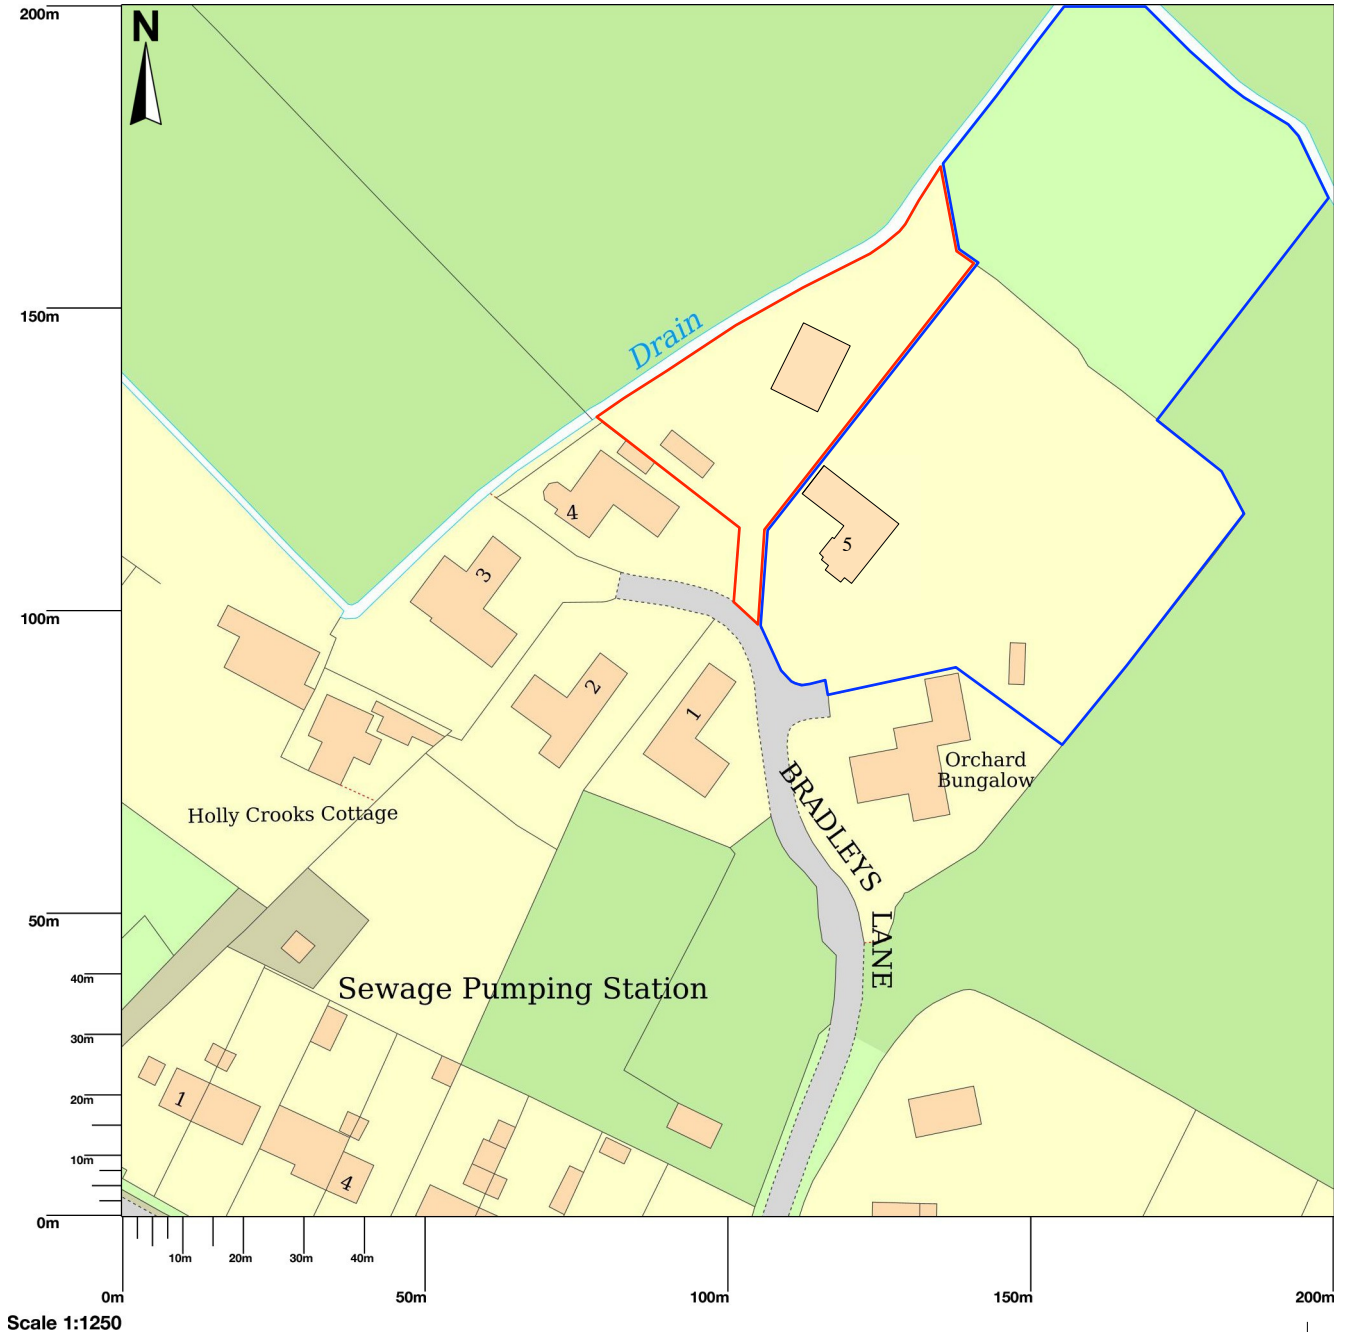 200m
N
150m
Drain
4
3
5
100m
2
1
Orchard
Bungalow
BRADLEYS
LANE
Holly Crooks Cottage
50m
40m
Sewage Pumping Station
30m
20m
1
10m
4
0m
10m
20m
30m
40m
0m
50m
100m
150m
200m
Scale 1:1250